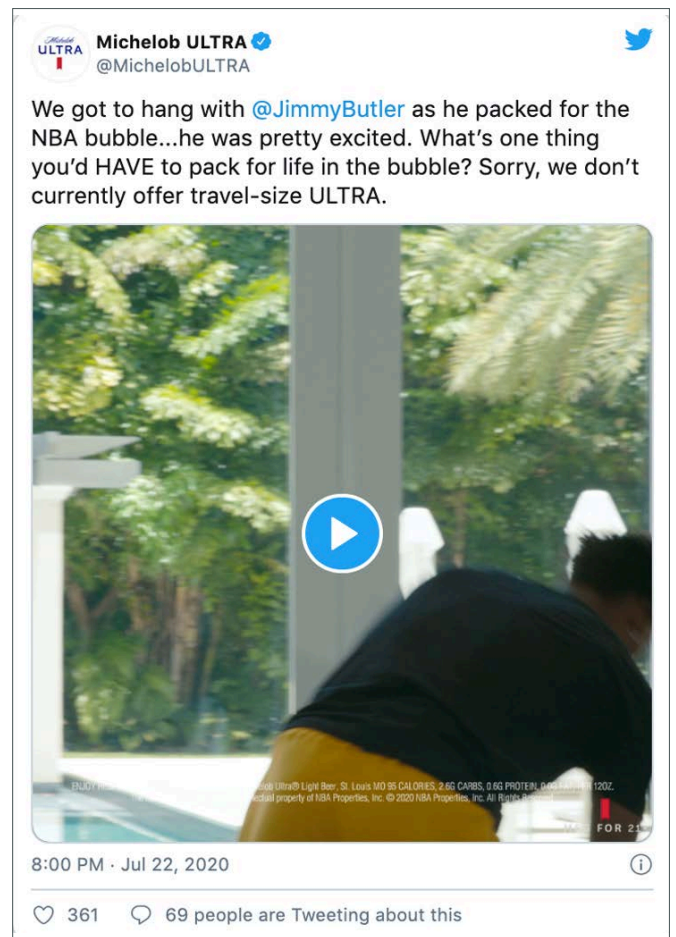 Michelob
ULTRA
Michelob ULTRA
@MichelobULTRA
We got to hang with @JimmyButler as he packed for the
NBA bubble...he was pretty excited. What’s one thing
you’d HAVE to pack for life in the bubble? Sorry, we don’t
currently offer travel-size ULTRA.
ENJOY Ultra® Light Beer, St. Louis MO 95 CALORIES, 2.6G CARBS, 0.6G PROTEIN, 12OZ.
property of NBA Properties, Inc. © 2020 NBA Properties, Inc. All Rights
FOR 21
8:00 PM · Jul 22, 2020
361 69 people are Tweeting about this